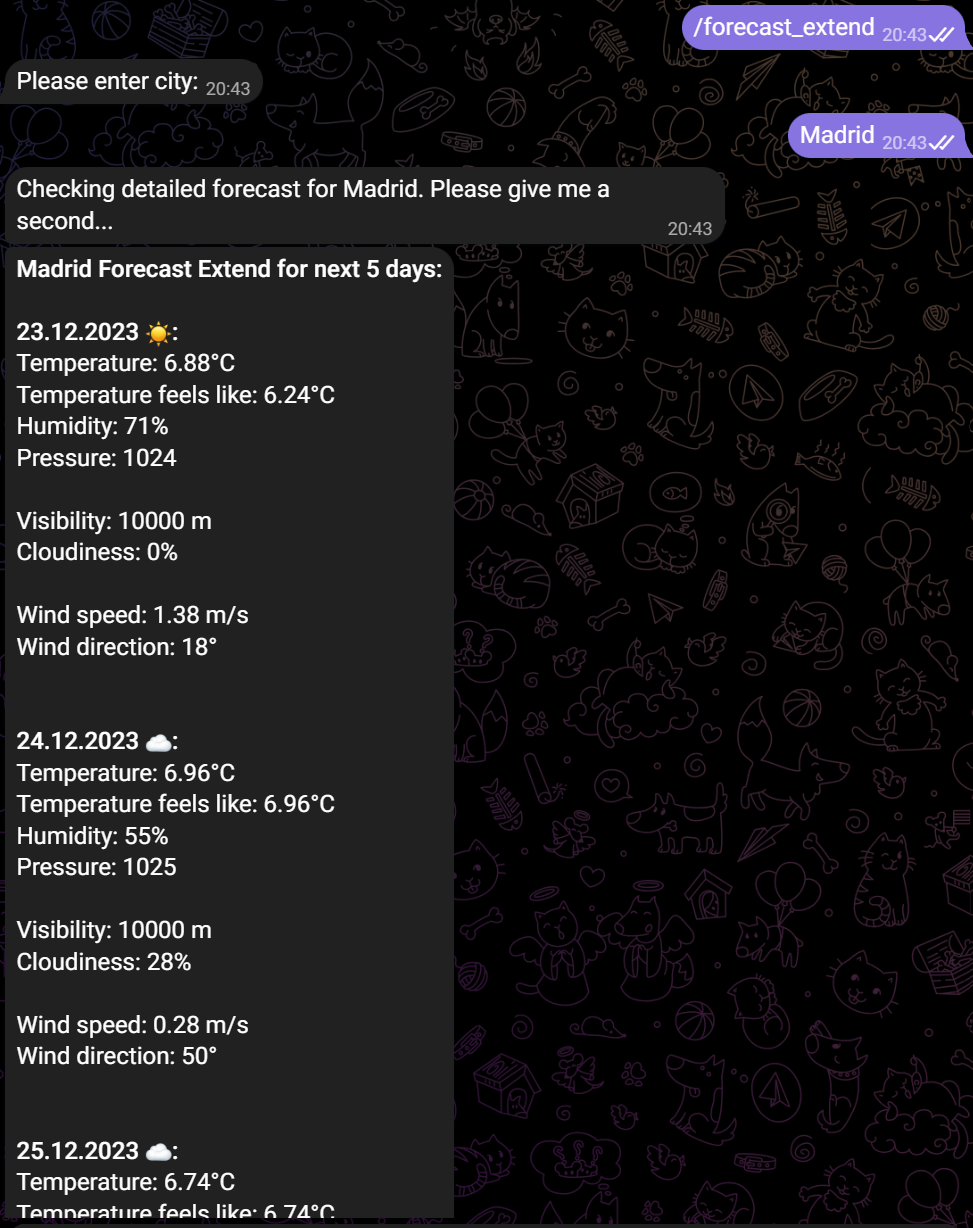 /forecast_extend 20:43
Please enter city: 20:43
Madrid 20:43
Checking detailed forecast for Madrid. Please give me a
second... 20:43
Madrid Forecast Extend for next 5 days:
23.12.2023 ☀️:
Temperature: 6.88°C
Temperature feels like: 6.24°C
Humidity: 71%
Pressure: 1024
Visibility: 10000 m
Cloudiness: 0%
Wind speed: 1.38 m/s
Wind direction: 18°
24.12.2023 ☁️:
Temperature: 6.96°C
Temperature feels like: 6.96°C
Humidity: 55%
Pressure: 1025
Visibility: 10000 m
Cloudiness: 28%
Wind speed: 0.28 m/s
Wind direction: 50°
25.12.2023 ☁️:
Temperature: 6.74°C
Temperature feels like: 6.74°C